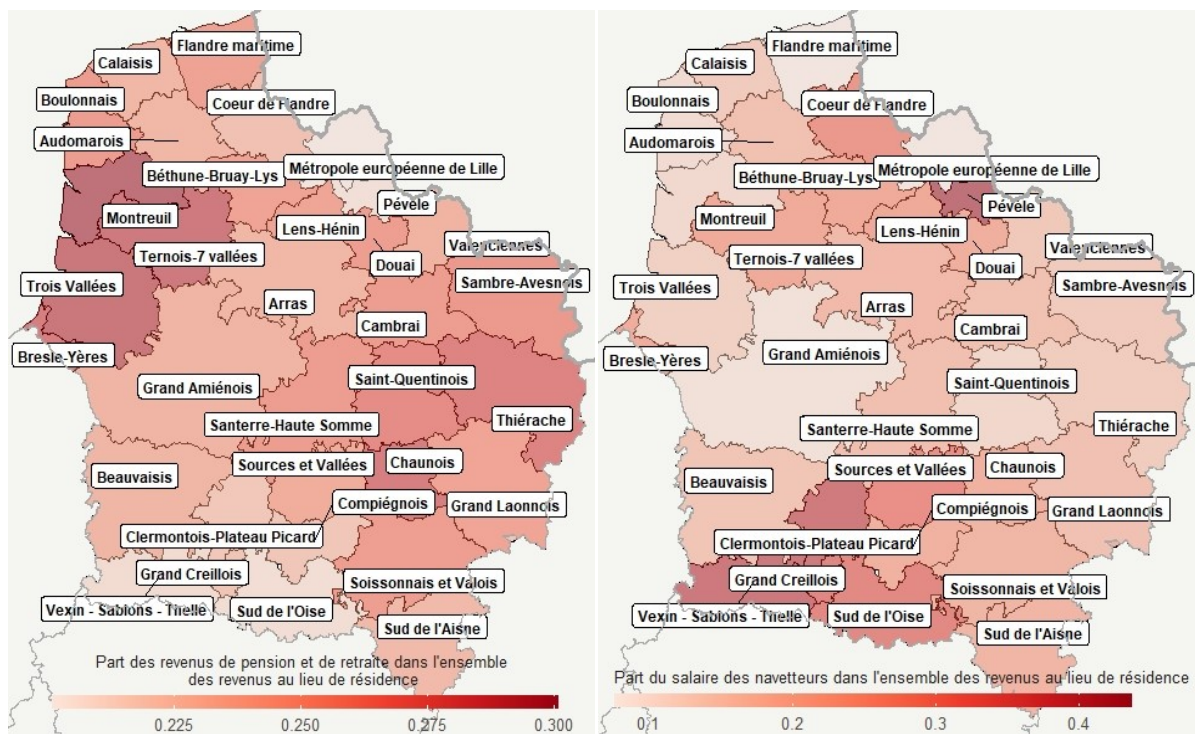 Flandre maritime
Calaisis
Boulonnais
Coeur de Flandre
Audomarois
Métropole européenne de Lille
Béthune-Bruay-Lys
Pévèle
Montreuil
Lens-Hénin
Valenciennes
Ternois-7 vallées
Douai
Sambre-Avesnois
Trois Vallées
Arras
Cambrai
Bresle-Yères
Grand Amiénois
Saint-Quentinois
Thiérache
Santerre-Haute Somme
Sources et Vallées
Chaunois
Beauvaisis
Compiégnois
Grand Laonnois
Clermontois-Plateau Picard
Grand Creillois
Soissonnais et Valois
Vexin - Sablons - Thelle
Sud de l'Oise
Sud de l'Aisne
Part des revenus de pension et de retraite dans l'ensemble
des revenus au lieu de résidence
0.225 0.250 0.275 0.300
Flandre maritime
Calaisis
Boulonnais
Coeur de Flandre
Audomarois
Métropole européenne de Lille
Béthune-Bruay-Lys
Pévèle
Montreuil
Lens-Hénin
Valenciennes
Ternois-7 vallées
Douai
Sambre-Avesnois
Trois Vallées
Arras
Cambrai
Bresle-Yères
Grand Amiénois
Saint-Quentinois
Thiérache
Santerre-Haute Somme
Sources et Vallées
Chaunois
Beauvaisis
Compiégnois
Grand Laonnois
Clermontois-Plateau Picard
Grand Creillois
Soissonnais et Valois
Vexin - Sablons - Thelle
Sud de l'Oise
Sud de l'Aisne
Part du salaire des navetteurs dans l'ensemble des revenus au lieu de résidence
0.1 0.2 0.3 0.4